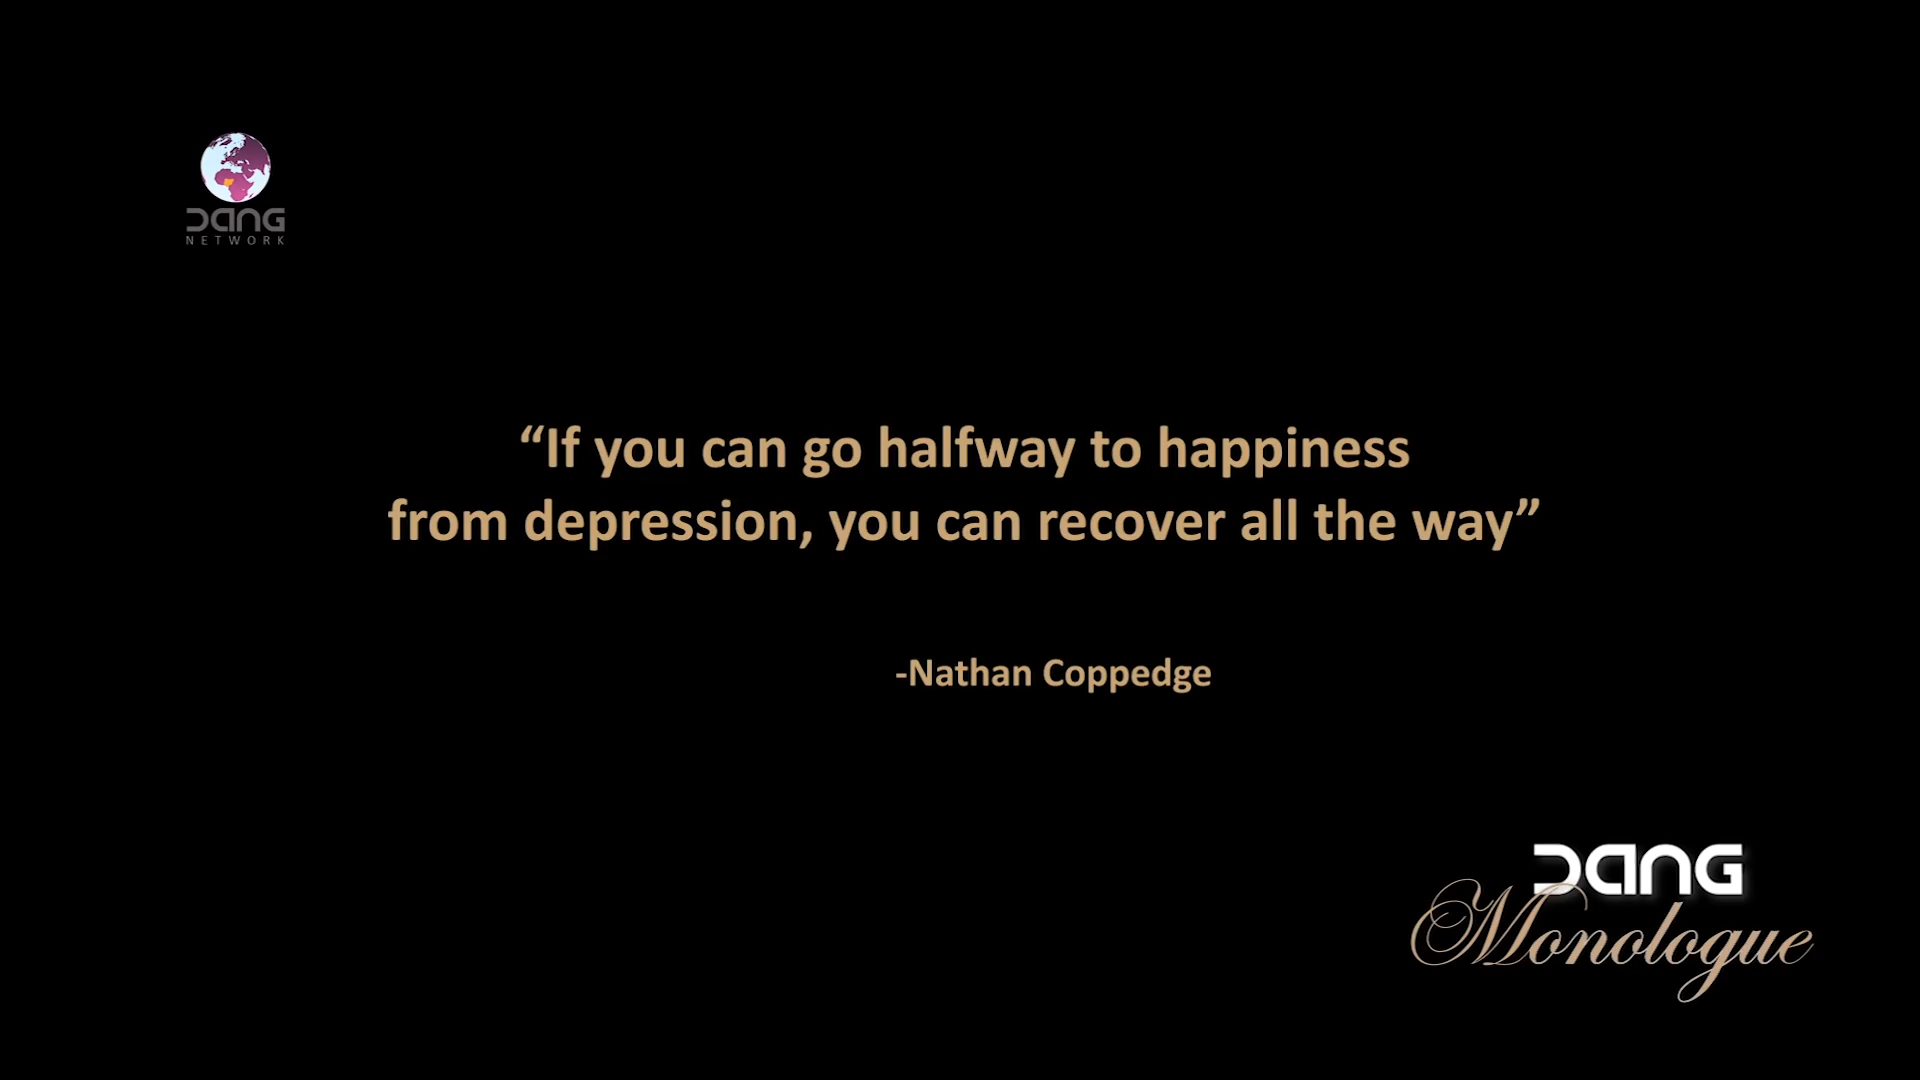 DANG
NETWORK
“If you can go halfway to happiness
from depression, you can recover all the way”
-Nathan Coppedge
DANG
Monologue